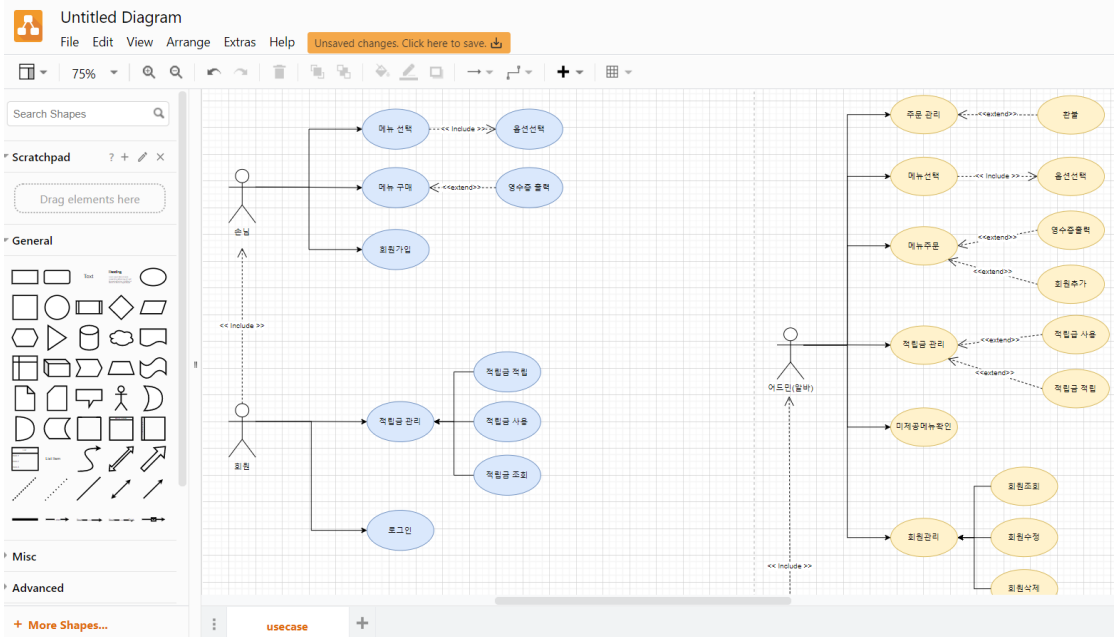 Untitled Diagram
File Edit View Arrange Extras Help Unsaved changes. Click here to save.
75%
Search Shapes
Scratchpad ? + 
Drag elements here
General
Text
Heading
Misc
Advanced
+ More Shapes...
메뉴 선택
<< Include >>
옵션선택
메뉴 구매
<<extend>>
영수증 출력
손님
회원가입
<< Include >>
적립금 적립
적립금 관리
적립금 사용
회원
적립금 조회
로그인
주문 관리
<<extend>>
환불
메뉴선택
<< Include >>
옵션선택
메뉴주문
<<extend>>
영수증출력
<<extend>>
회원추가
적립금 관리
<<extend>>
적립금 사용
<<extend>>
적립금 적립
어드민(알바)
미제공메뉴확인
회원조회
회원관리
회원수정
<< Include >>
회원삭제
usecase